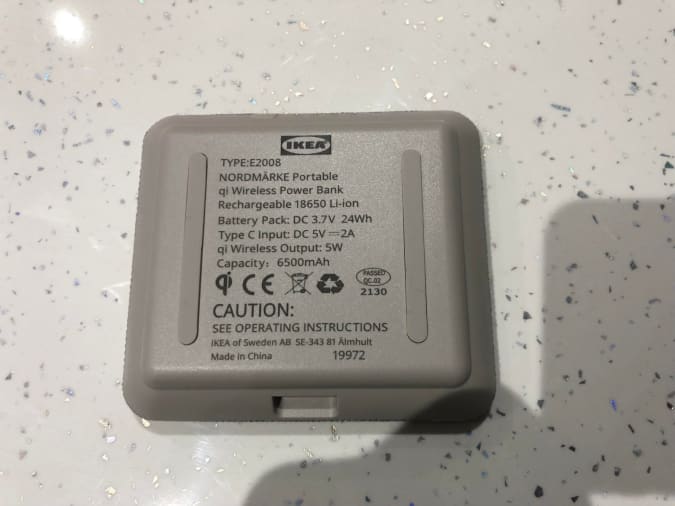 IKEA
TYPE:E2008
NORDMÄRKE Portable
qi Wireless Power Bank
Rechargeable 18650 Li-ion
Battery Pack: DC 3.7V 24Wh
Type C Input: DC 5V⎓2A
qi Wireless Output: 5W
Capacity: 6500mAh
CE
PASSED
QC.02
2130
CAUTION:
SEE OPERATING INSTRUCTIONS
IKEA of Sweden AB SE-343 81 Älmhult
Made in China 19972